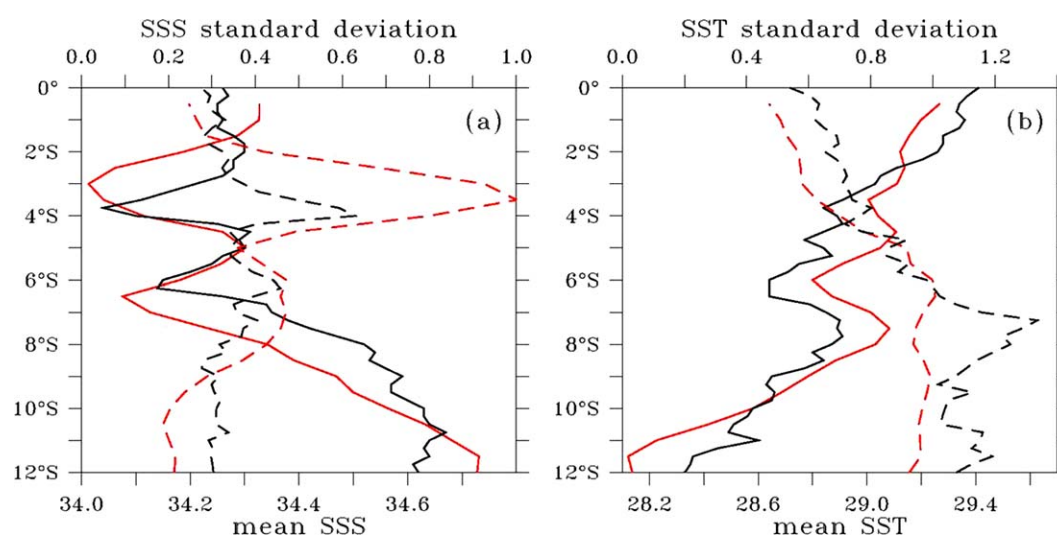 SSS standard deviation
0.0 0.2 0.4 0.6 0.8 1.0
0°
2°S
4°S
6°S
8°S
10°S
12°S
(a)
34.0 34.2 34.4 34.6
mean SSS
SST standard deviation
0.0 0.4 0.8 1.2
0°
2°S
4°S
6°S
8°S
10°S
12°S
(b)
28.2 28.6 29.0 29.4
mean SST